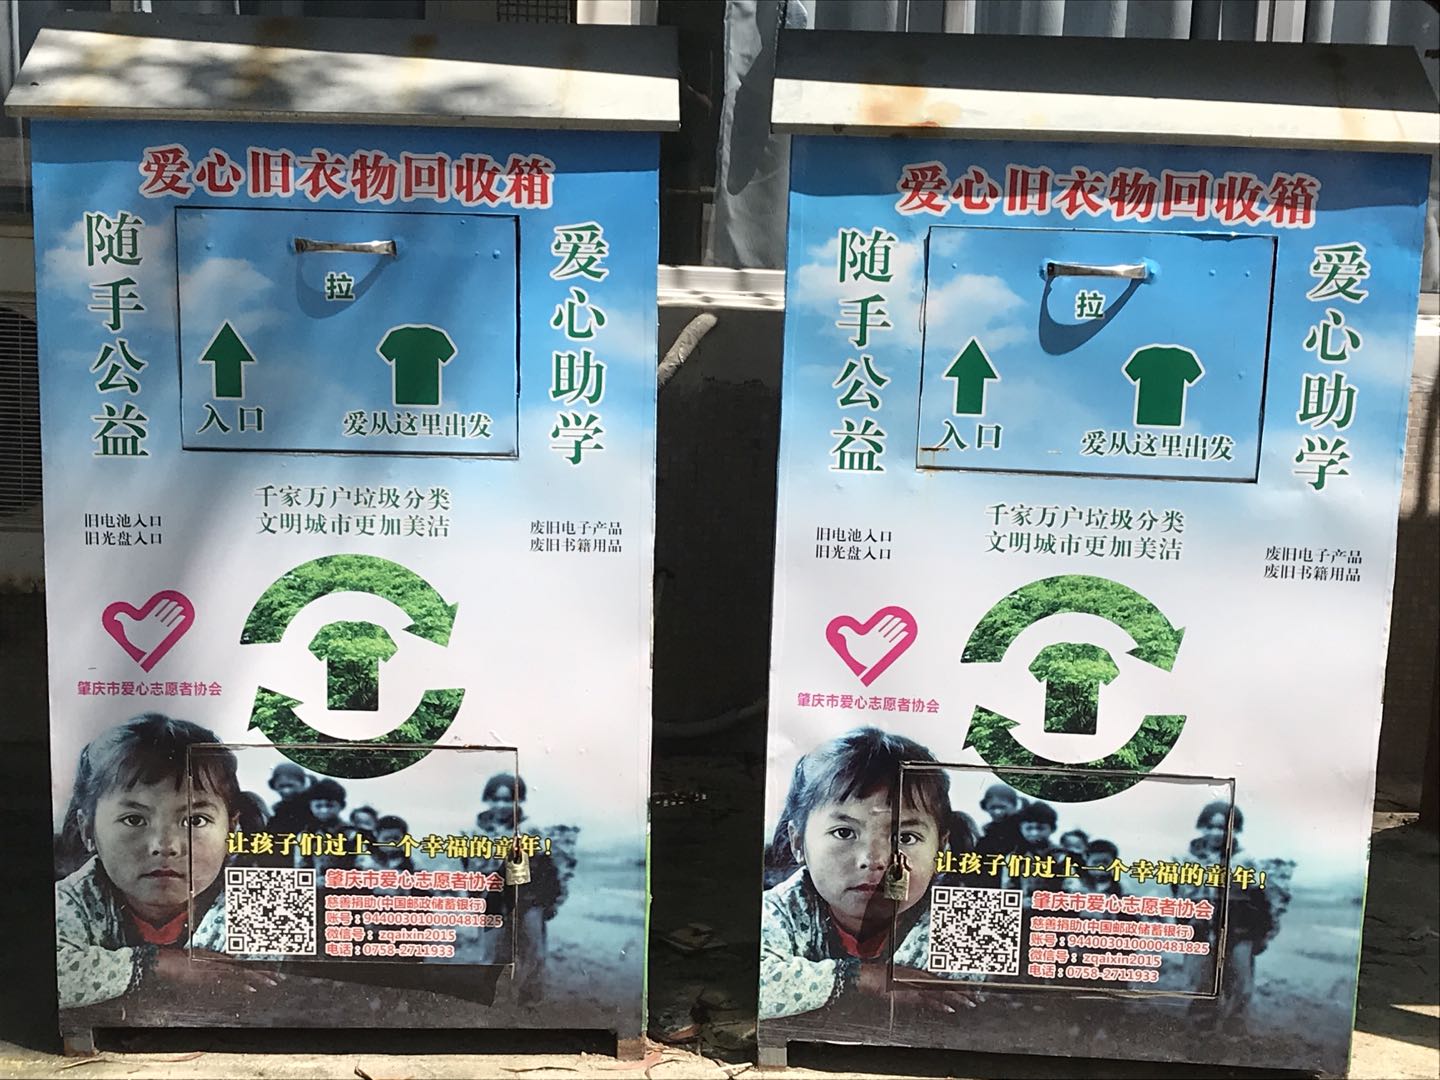 爱心旧衣物回收箱
随手公益
爱心助学
拉
入口
爱从这里出发
千家万户垃圾分类
文明城市更加美洁
旧电池入口
旧光盘入口
废旧电子产品
废旧书籍用品
肇庆市爱心志愿者协会
让孩子们过上一个幸福的童年！
肇庆市爱心志愿者协会
慈善捐助(中国邮政储蓄银行)
账号：944003010000481825
微信号： zqaixin2015
电话：0758-2711933
爱心旧衣物回收箱
随手公益
爱心助学
拉
入口
爱从这里出发
千家万户垃圾分类
文明城市更加美洁
旧电池入口
旧光盘入口
废旧电子产品
废旧书籍用品
肇庆市爱心志愿者协会
让孩子们过上一个幸福的童年！
肇庆市爱心志愿者协会
慈善捐助(中国邮政储蓄银行)
账号：944003010000481825
微信号： zqaixin2015
电话：0758-2711933